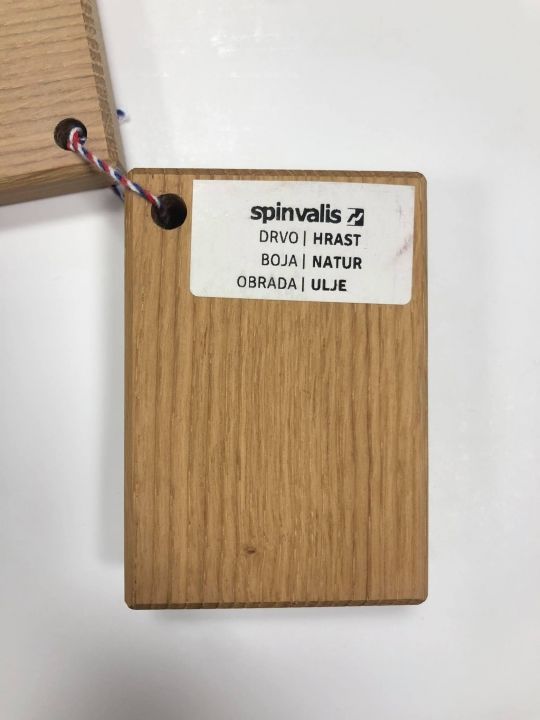 spinvalis
DRVO | HRAST
BOJA | NATUR
OBRADA | ULJE